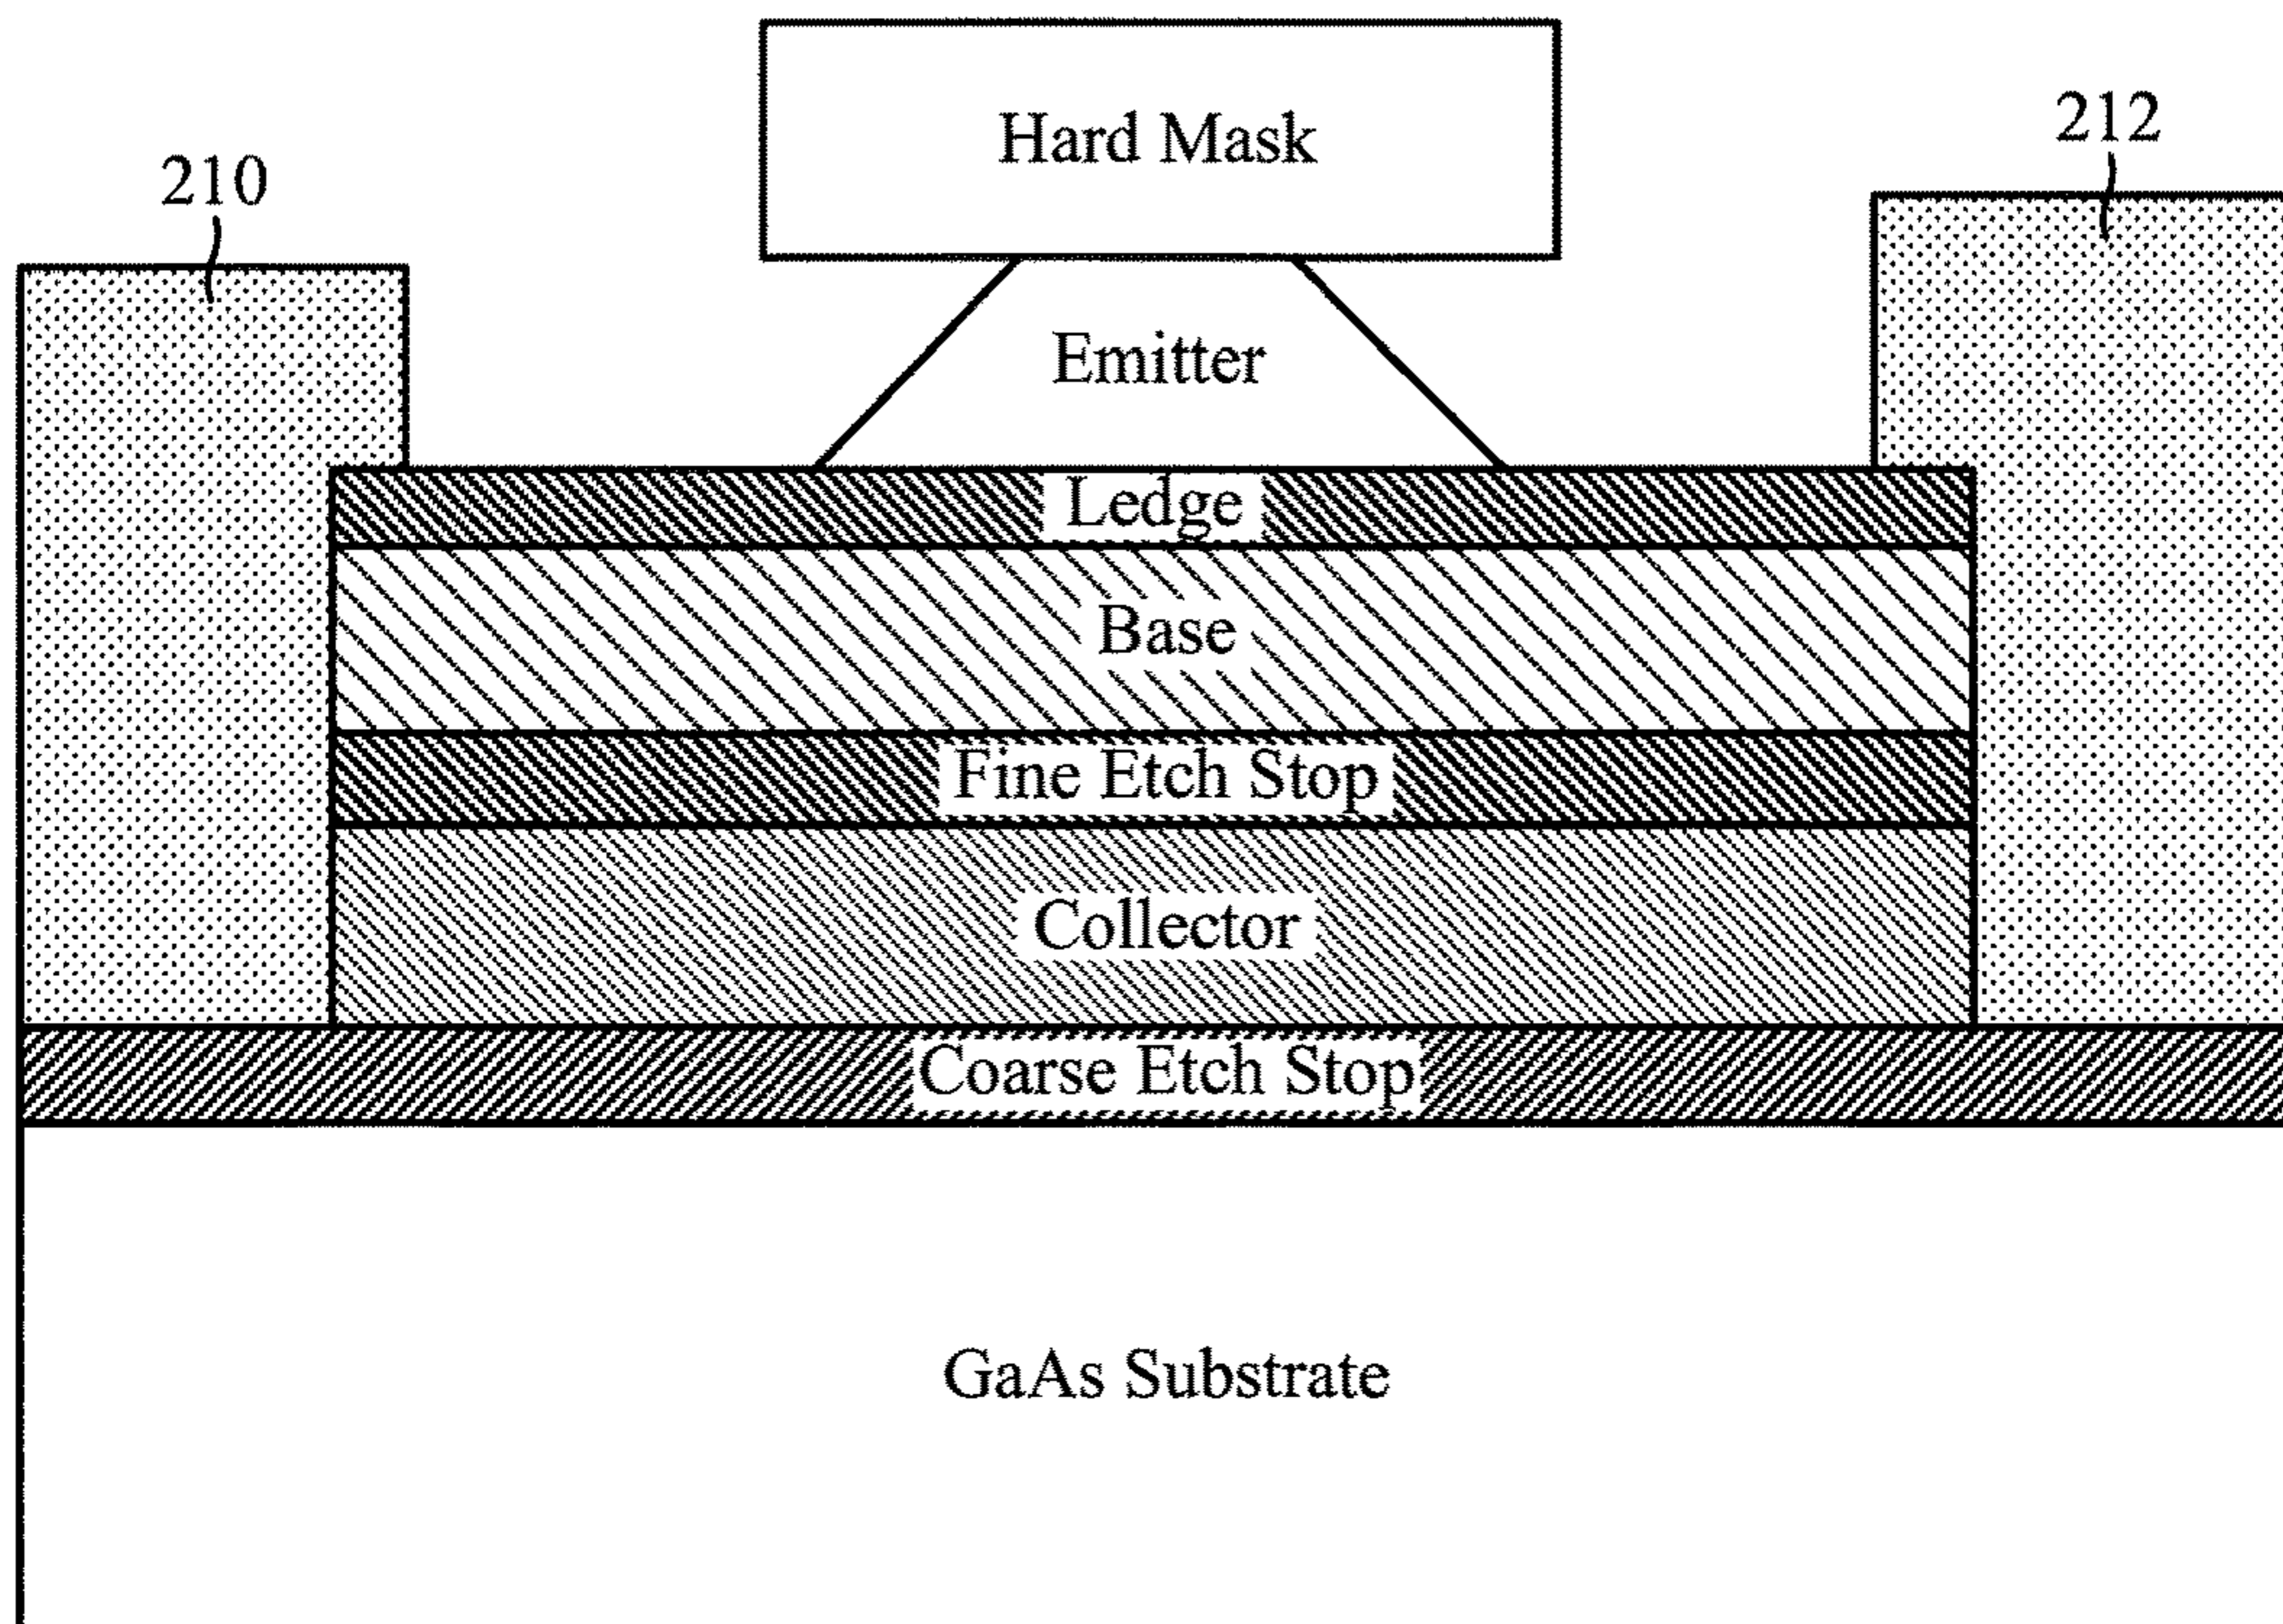 Hard Mask
212
210
Emitter
Ledge
Base
Fine Etch Stop
Collector
Coarse Etch Stop
GaAs Substrate